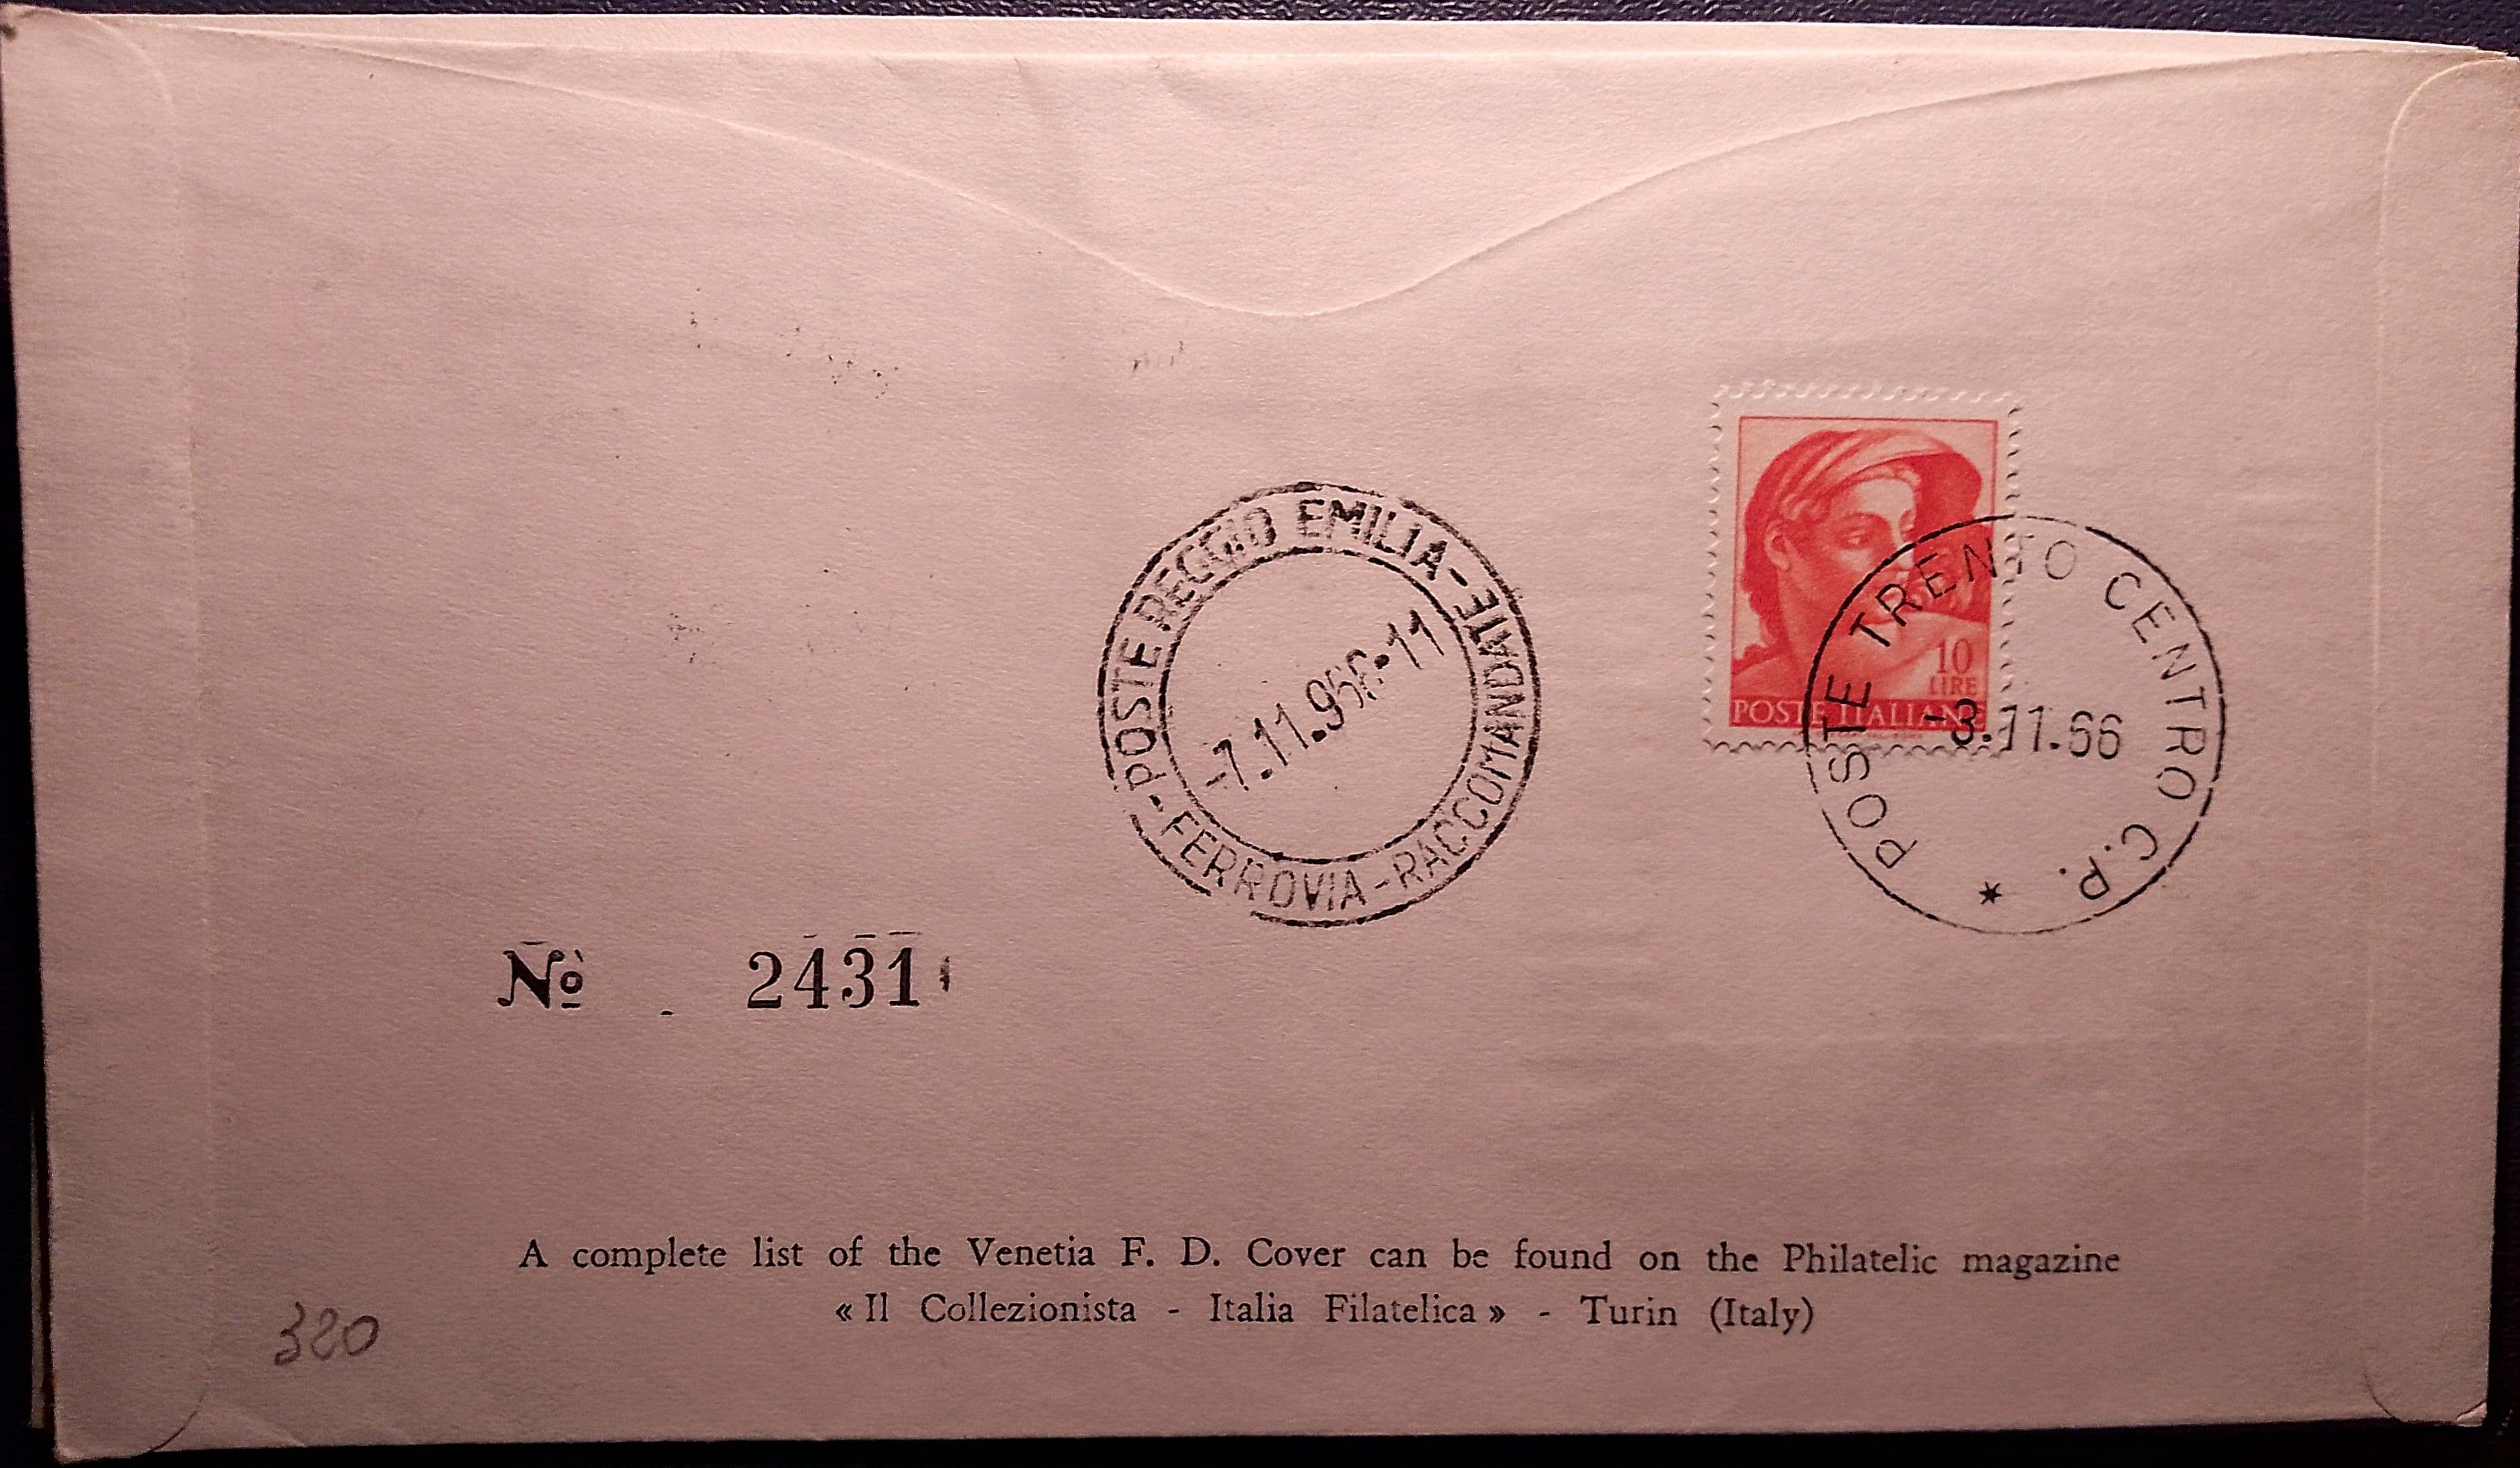 10
LIRE
POSTE ITALIANE
POSTE TRENTO CENTRO C.P. *
-3.11.66
-POSTE REGGIO EMILIA-
FERROVIA-RACCOMANDATE
-7.11.966-11
Nº 2431
A complete list of the Venetia F. D. Cover can be found on the Philatelic magazine
« Il Collezionista - Italia Filatelica » - Turin (Italy)
320